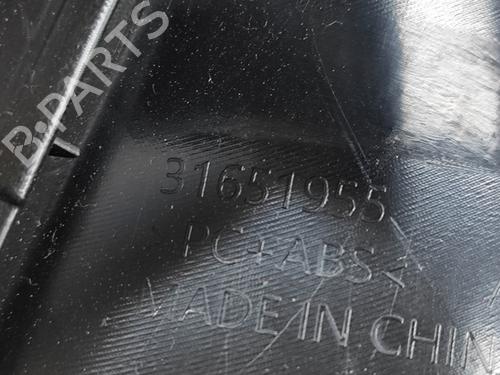 B-PARTS
31651955
>PC+ABS<
MADE IN CHIN